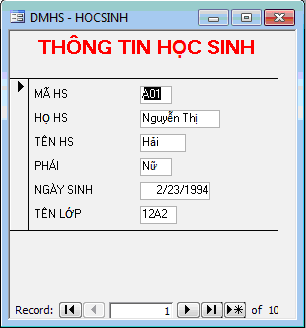 DMHS - HOCSINH
THÔNG TIN HỌC SINH
MÃ HS A01
HỌ HS Nguyễn Thị
TÊN HS Hải
PHÁI Nữ
NGÀY SINH 2/23/1994
TÊN LỚP 12A2
Record: 1 of 10